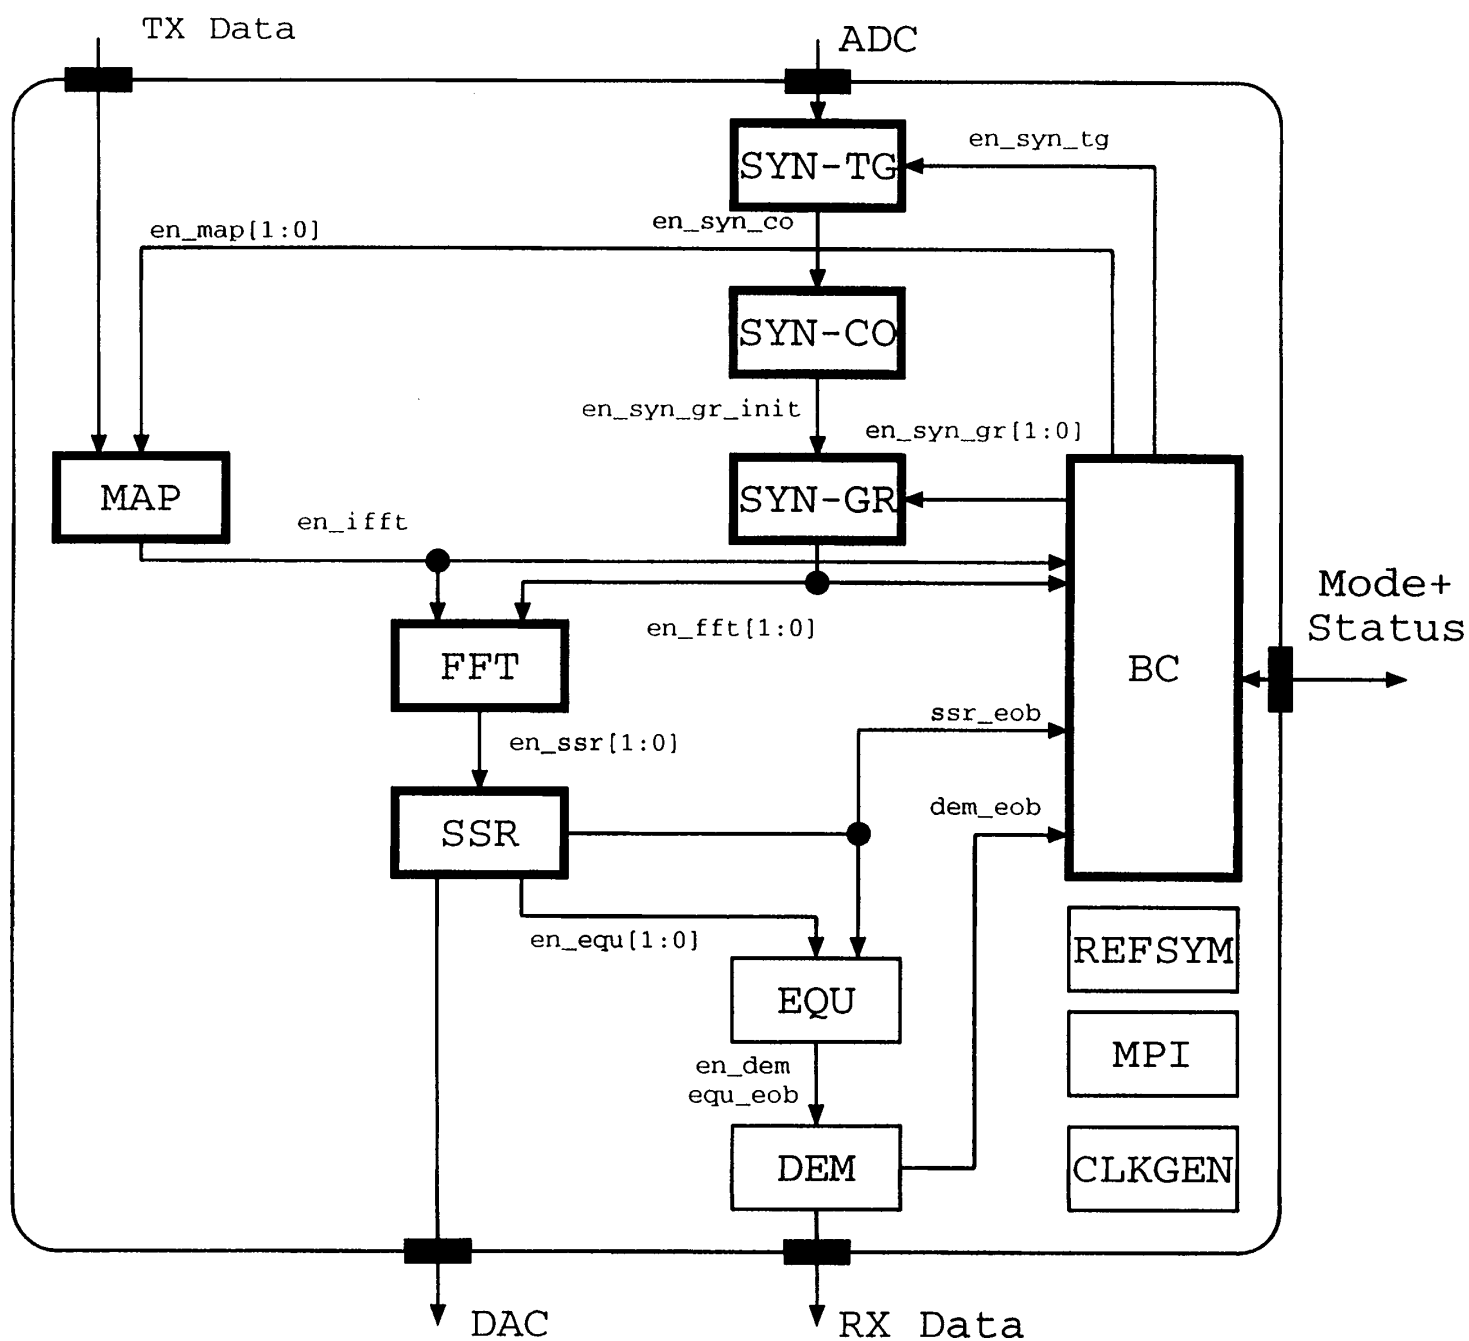 TX Data
ADC
SYN-TG
en_syn_tg
en_syn_co
en_map[1:0]
SYN-CO
en_syn_gr_init
en_syn_gr[1:0]
MAP
SYN-GR
en_ifft
Mode+
Status
en_fft[1:0]
FFT
BC
ssr_eob
en_ssr[1:0]
dem_eob
SSR
en_equ[1:0]
REFSYM
EQU
MPI
en_dem
equ_eob
DEM
CLKGEN
DAC
RX Data